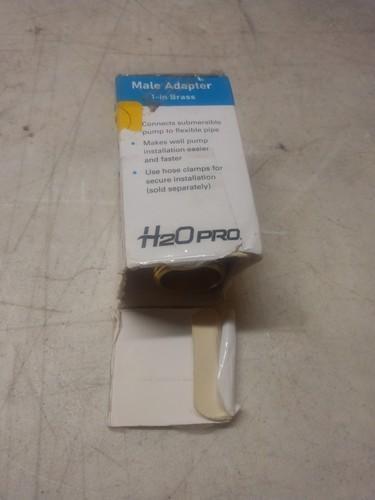 Male Adapter
1-in Brass
Connects submersible
pump to flexible pipe
• Makes well pump
installation easier
and faster
• Use hose clamps for
secure installation
(sold separately)
H2O PRO